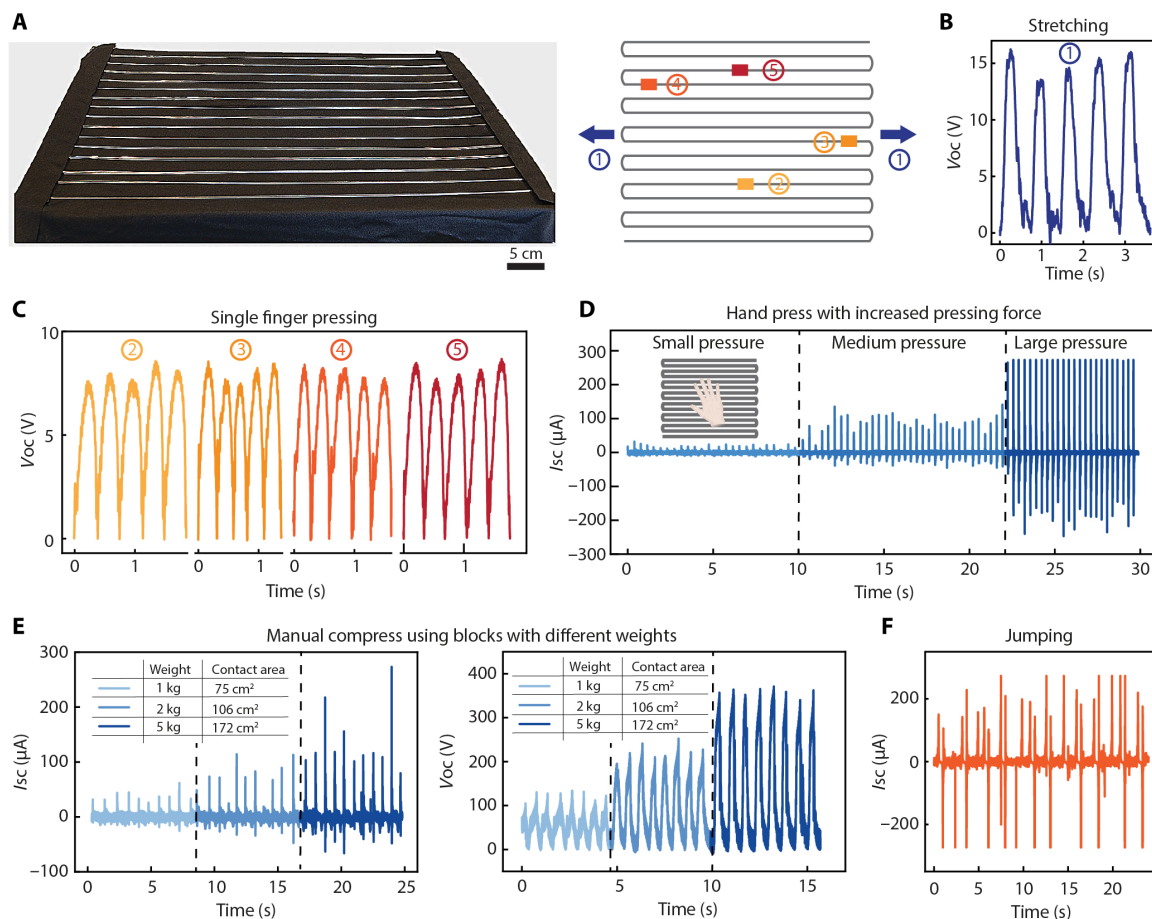 A
5 cm
1
1
2
3
4
5
B
Stretching
1
Voc (V)
15
10
5
0
0 1 2 3
Time (s)
C
Single finger pressing
2 3 4 5
Voc (V)
10
5
0
0 1 0 1 0 1 0 1
Time (s)
D
Hand press with increased pressing force
Small pressure Medium pressure Large pressure
Isc (μA)
300
200
100
0
−100
−200
−300
0 5 10 15 20 25 30
Time (s)
E
Manual compress using blocks with different weights
Weight Contact area
1 kg 75 cm²
2 kg 106 cm²
5 kg 172 cm²
Isc (μA)
300
200
100
0
−100
0 5 10 15 20 25
Time (s)
Weight Contact area
1 kg 75 cm²
2 kg 106 cm²
5 kg 172 cm²
Voc (V)
400
300
200
100
0
0 5 10 15
Time (s)
F
Jumping
Isc (μA)
200
0
−200
0 5 10 15 20
Time (s)